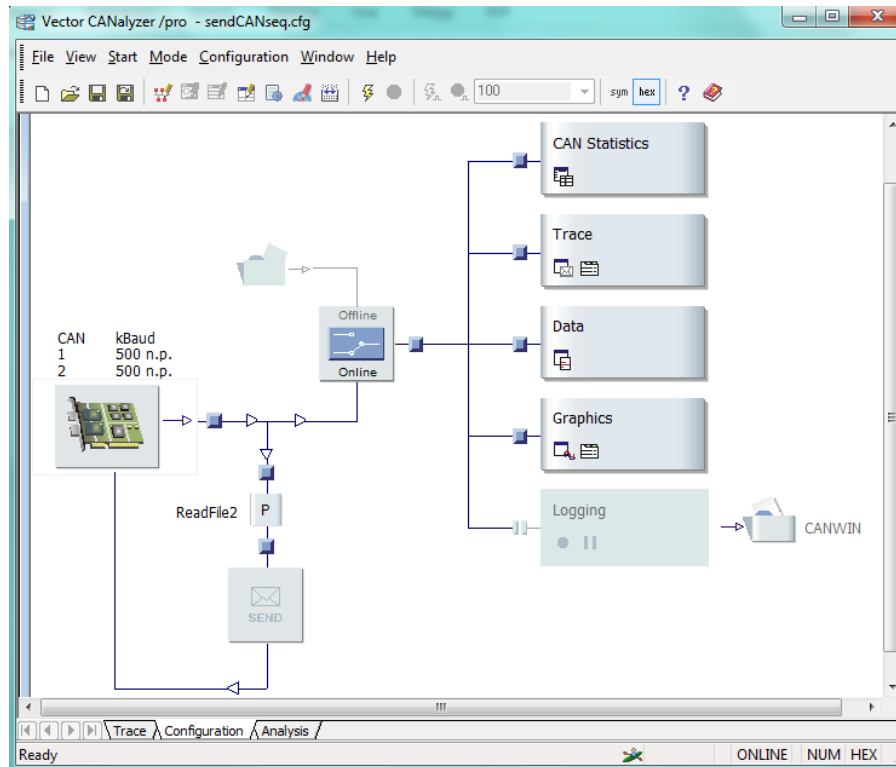 Vector CANalyzer /pro - sendCANseq.cfg
File View Start Mode Configuration Window Help
100
sym hex ?
CAN Statistics
Trace
Offline
Online
Data
CAN kBaud
1 500 n.p.
2 500 n.p.
Graphics
ReadFile2 P
Logging
CANWIN
SEND
Trace Configuration Analysis
Ready ONLINE NUM HEX